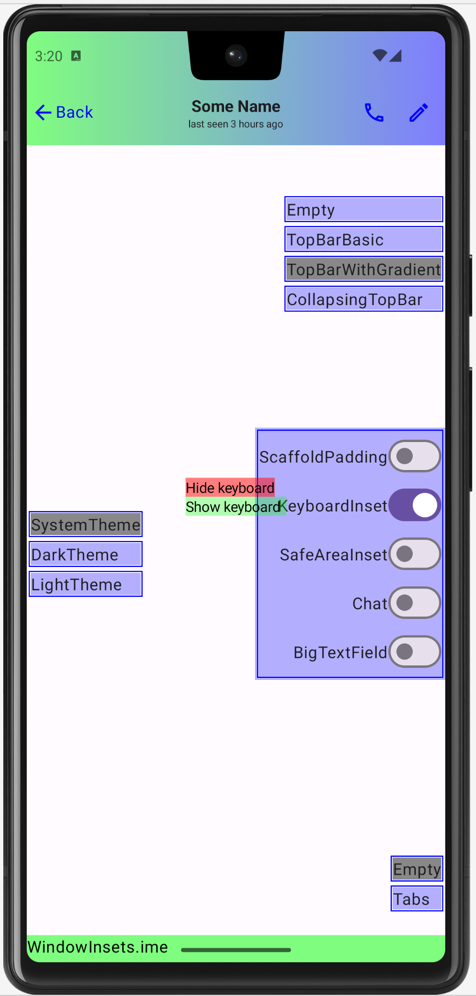 3:20 A
Back
Some Name
last seen 3 hours ago
Empty
TopBarBasic
TopBarWithGradient
CollapsingTopBar
ScaffoldPadding
Hide keyboard
Show keyboard
KeyboardInset
SystemTheme
DarkTheme
LightTheme
SafeAreaInset
Chat
BigTextField
Empty
Tabs
WindowInsets.ime